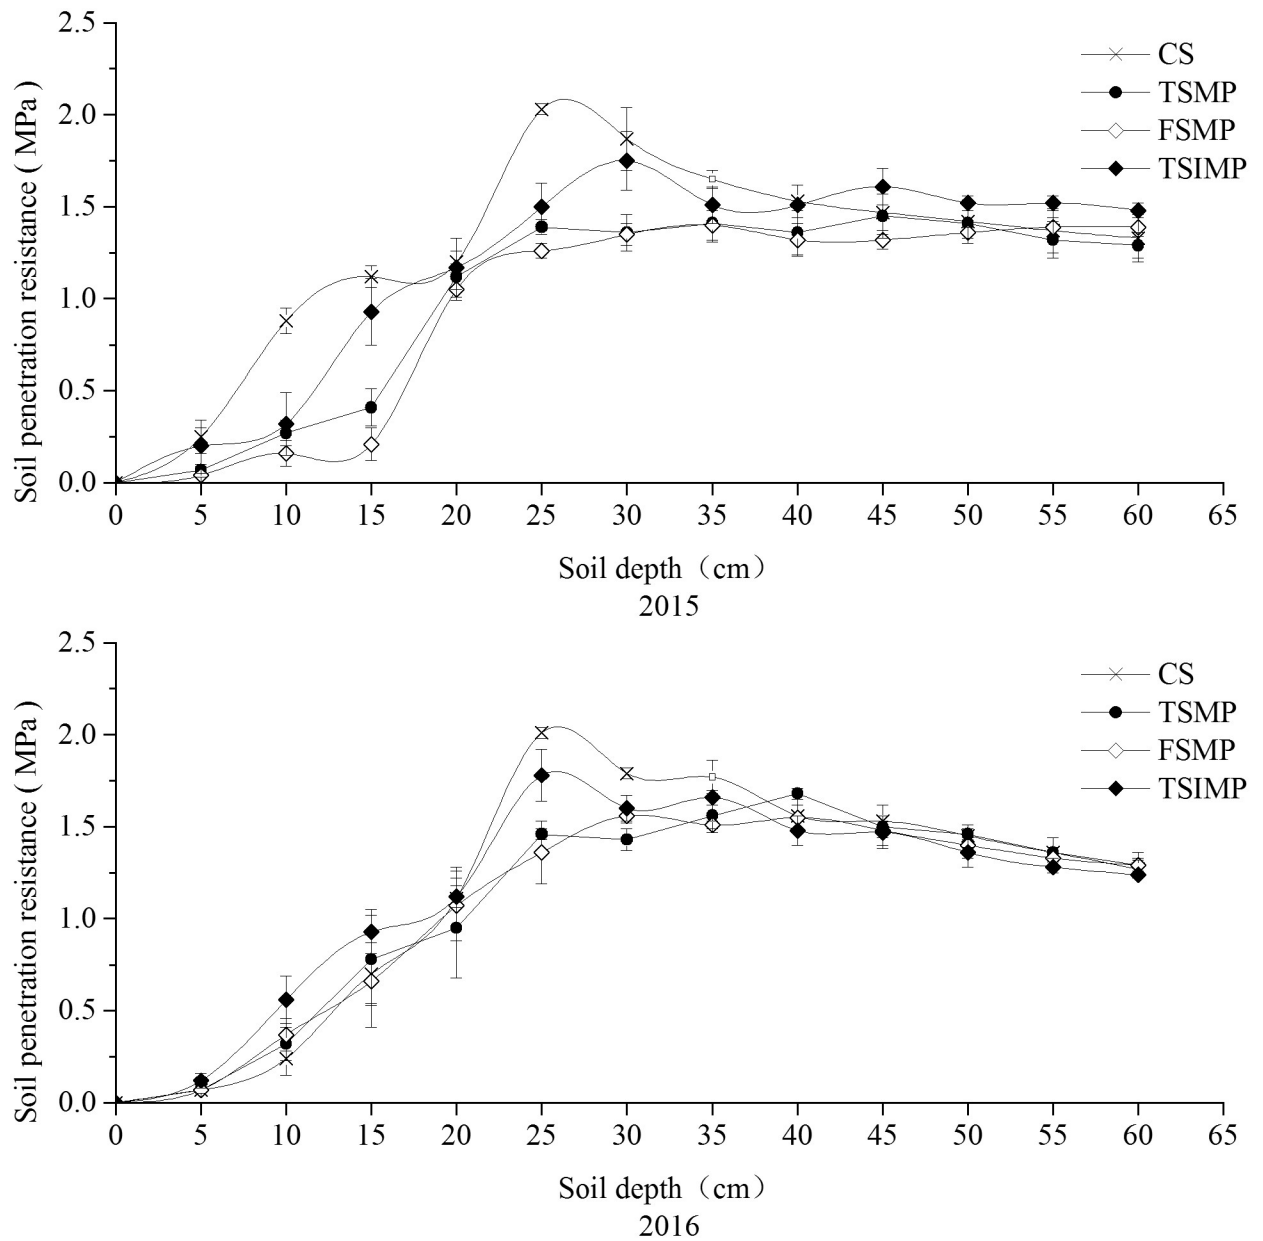 2.5
2.0
1.5
1.0
0.5
0.0
Soil penetration resistance ( MPa )
CS
TSMP
FSMP
TSIMP
0 5 10 15 20 25 30 35 40 45 50 55 60 65
Soil depth（cm）
2015
2.5
2.0
1.5
1.0
0.5
0.0
Soil penetration resistance ( MPa )
CS
TSMP
FSMP
TSIMP
0 5 10 15 20 25 30 35 40 45 50 55 60 65
Soil depth（cm）
2016